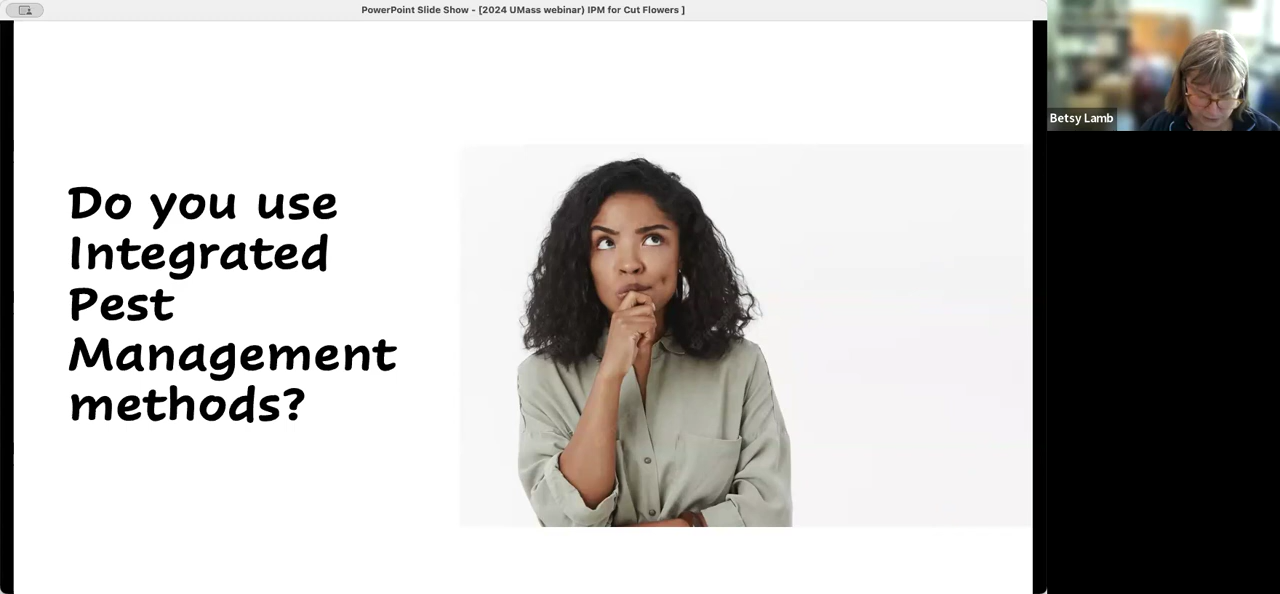 PowerPoint Slide Show - [2024 UMass webinar) IPM for Cut Flowers ]
Do you use
Integrated
Pest
Management
methods?
Betsy Lamb